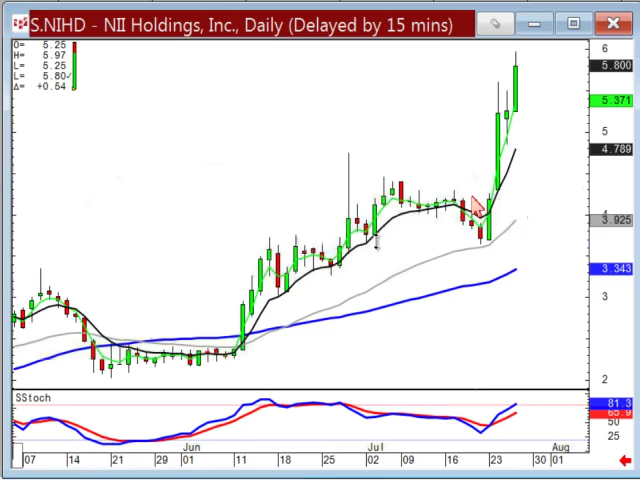 S.NIHD - NII Holdings, Inc., Daily (Delayed by 15 mins)
O= 5.25
H= 5.97
L= 5.25
L= 5.80
Δ= +0.54
6
5.800
5.371
5
4.789
4
3.925
3.343
3
2
SStoch
81.3
65.9
50
25
Jun Jul Aug
07 14 21 29 01 11 18 25 02 09 16 23 30 01